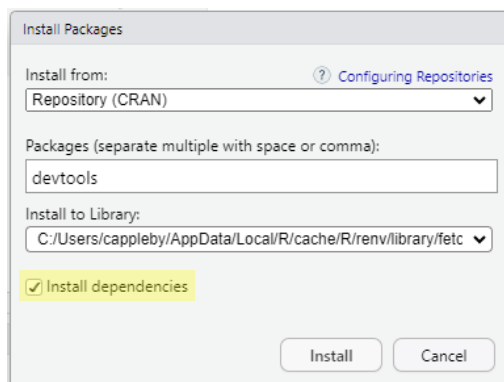 Install Packages
Install from:
? Configuring Repositories
Repository (CRAN)
Packages (separate multiple with space or comma):
devtools
Install to Library:
C:/Users/cappleby/AppData/Local/R/cache/R/renv/library/fetc
Install dependencies
Install
Cancel